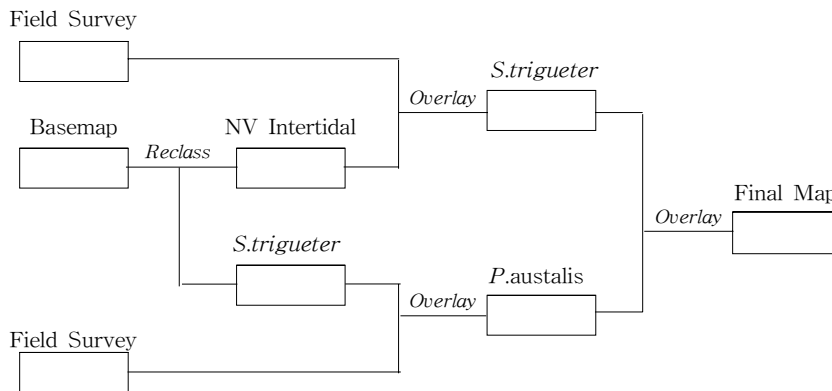 Field Survey
S.trigueter
Overlay
Basemap
NV Intertidal
Reclass
Final Map
Overlay
S.trigueter
P.austalis
Overlay
Field Survey